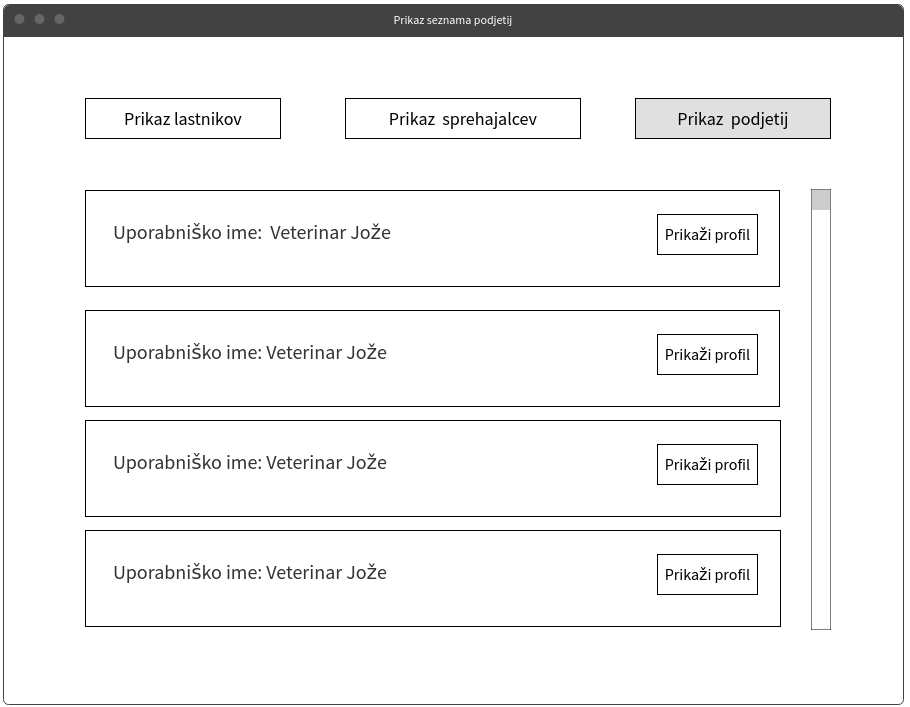 Prikaz seznama podjetij
Prikaz lastnikov
Prikaz sprehajalcev
Prikaz podjetij
Uporabniško ime: Veterinar Jože
Prikaži profil
Uporabniško ime: Veterinar Jože
Prikaži profil
Uporabniško ime: Veterinar Jože
Prikaži profil
Uporabniško ime: Veterinar Jože
Prikaži profil